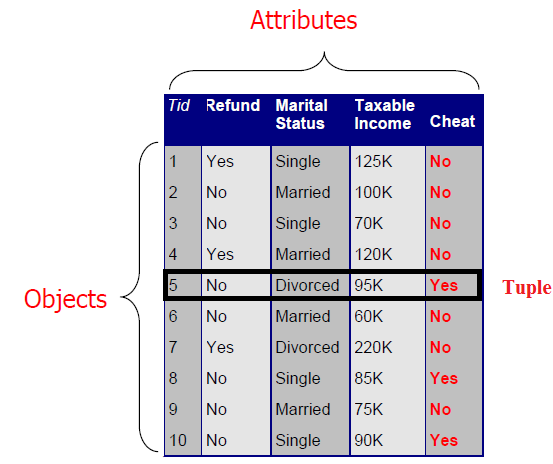 Attributes
Tid Refund Marital Status Taxable Income Cheat
1 Yes Single 125K No
2 No Married 100K No
3 No Single 70K No
4 Yes Married 120K No
5 No Divorced 95K Yes Tuple
Objects
6 No Married 60K No
7 Yes Divorced 220K No
8 No Single 85K Yes
9 No Married 75K No
10 No Single 90K Yes